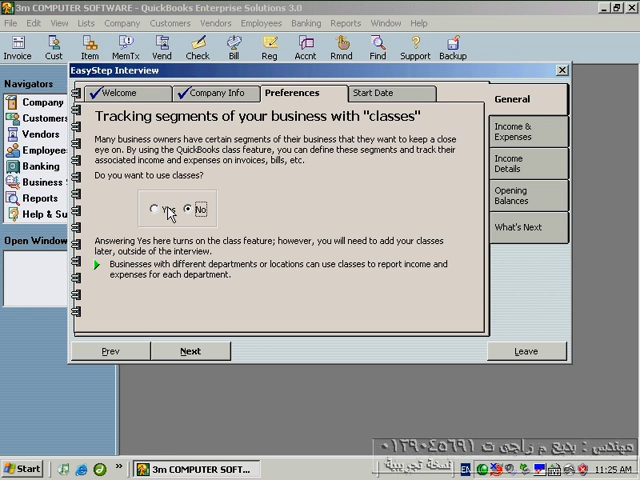 3m COMPUTER SOFTWARE - QuickBooks Enterprise Solutions 3.0
File Edit View Lists Company Customers Vendors Employees Banking Reports Window Help
Invoice Cust Item MemTx Vend Check Bill Reg Accnt Rmnd Find Support Backup
Navigators
Company
Customers
Vendors
Employees
Banking
Business S
Reports
Help & Su
Open Window
EasyStep Interview
Welcome Company Info Preferences Start Date
General
Income & Expenses
Income Details
Opening Balances
What's Next
Tracking segments of your business with "classes"
Many business owners have certain segments of their business that they want to keep a close
eye on. By using the QuickBooks class feature, you can define these segments and track their
associated income and expenses on invoices, bills, etc.
Do you want to use classes?
Yes No
Answering Yes here turns on the class feature; however, you will need to add your classes
later, outside of the interview.
Businesses with different departments or locations can use classes to report income and
expenses for each department.
Prev Next Leave
نسخة تجريبية
Start
3m COMPUTER SOFT...
EN
11:25 AM